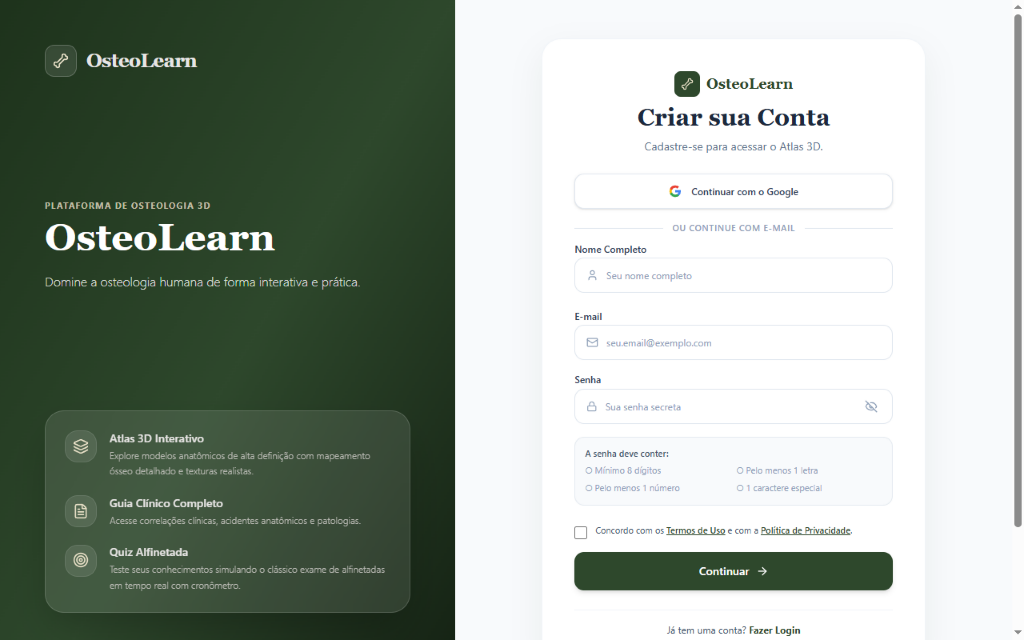 OsteoLearn
PLATAFORMA DE OSTEOLOGIA 3D
OsteoLearn
Domine a osteologia humana de forma interativa e prática.
Atlas 3D Interativo
Explore modelos anatômicos de alta definição com mapeamento
ósseo detalhado e texturas realistas.
Guia Clínico Completo
Acesse correlações clínicas, acidentes anatômicos e patologias.
Quiz Alfinetada
Teste seus conhecimentos simulando o clássico exame de alfinetadas
em tempo real com cronômetro.
OsteoLearn
Criar sua Conta
Cadastre-se para acessar o Atlas 3D.
Continuar com o Google
OU CONTINUE COM E-MAIL
Nome Completo
Seu nome completo
E-mail
seu.email@exemplo.com
Senha
Sua senha secreta
A senha deve conter:
Mínimo 8 dígitos
Pelo menos 1 letra
Pelo menos 1 número
1 caractere especial
Concordo com os Termos de Uso e com a Política de Privacidade.
Continuar →
Já tem uma conta? Fazer Login